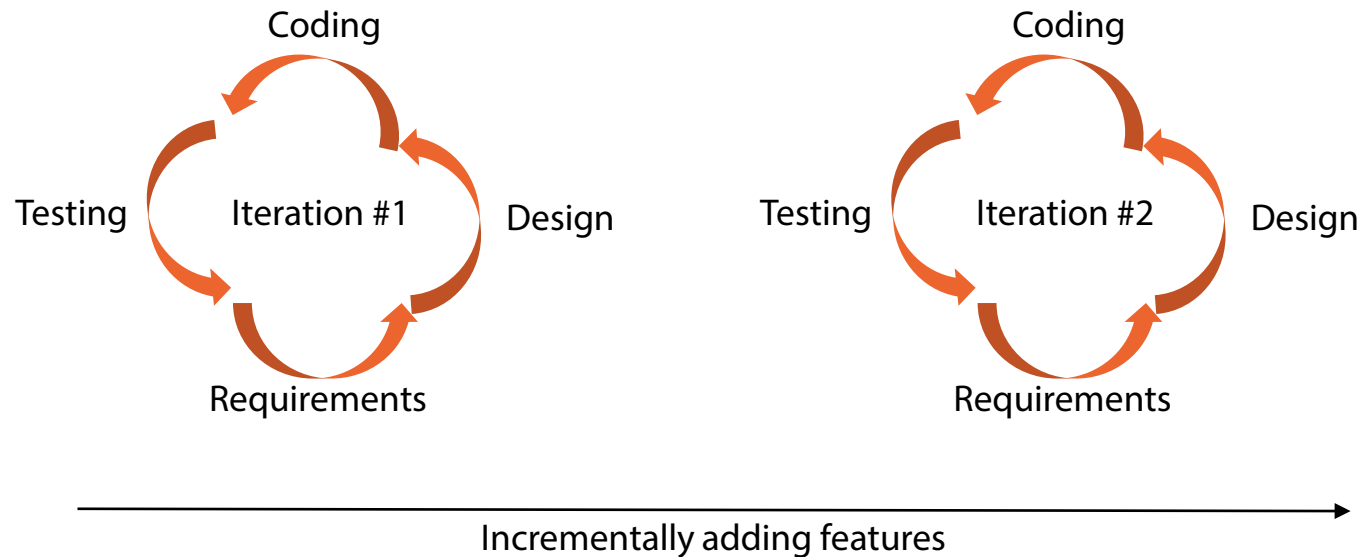 Coding
Testing
Iteration #1
Design
Requirements
Coding
Testing
Iteration #2
Design
Requirements
Incrementally adding features